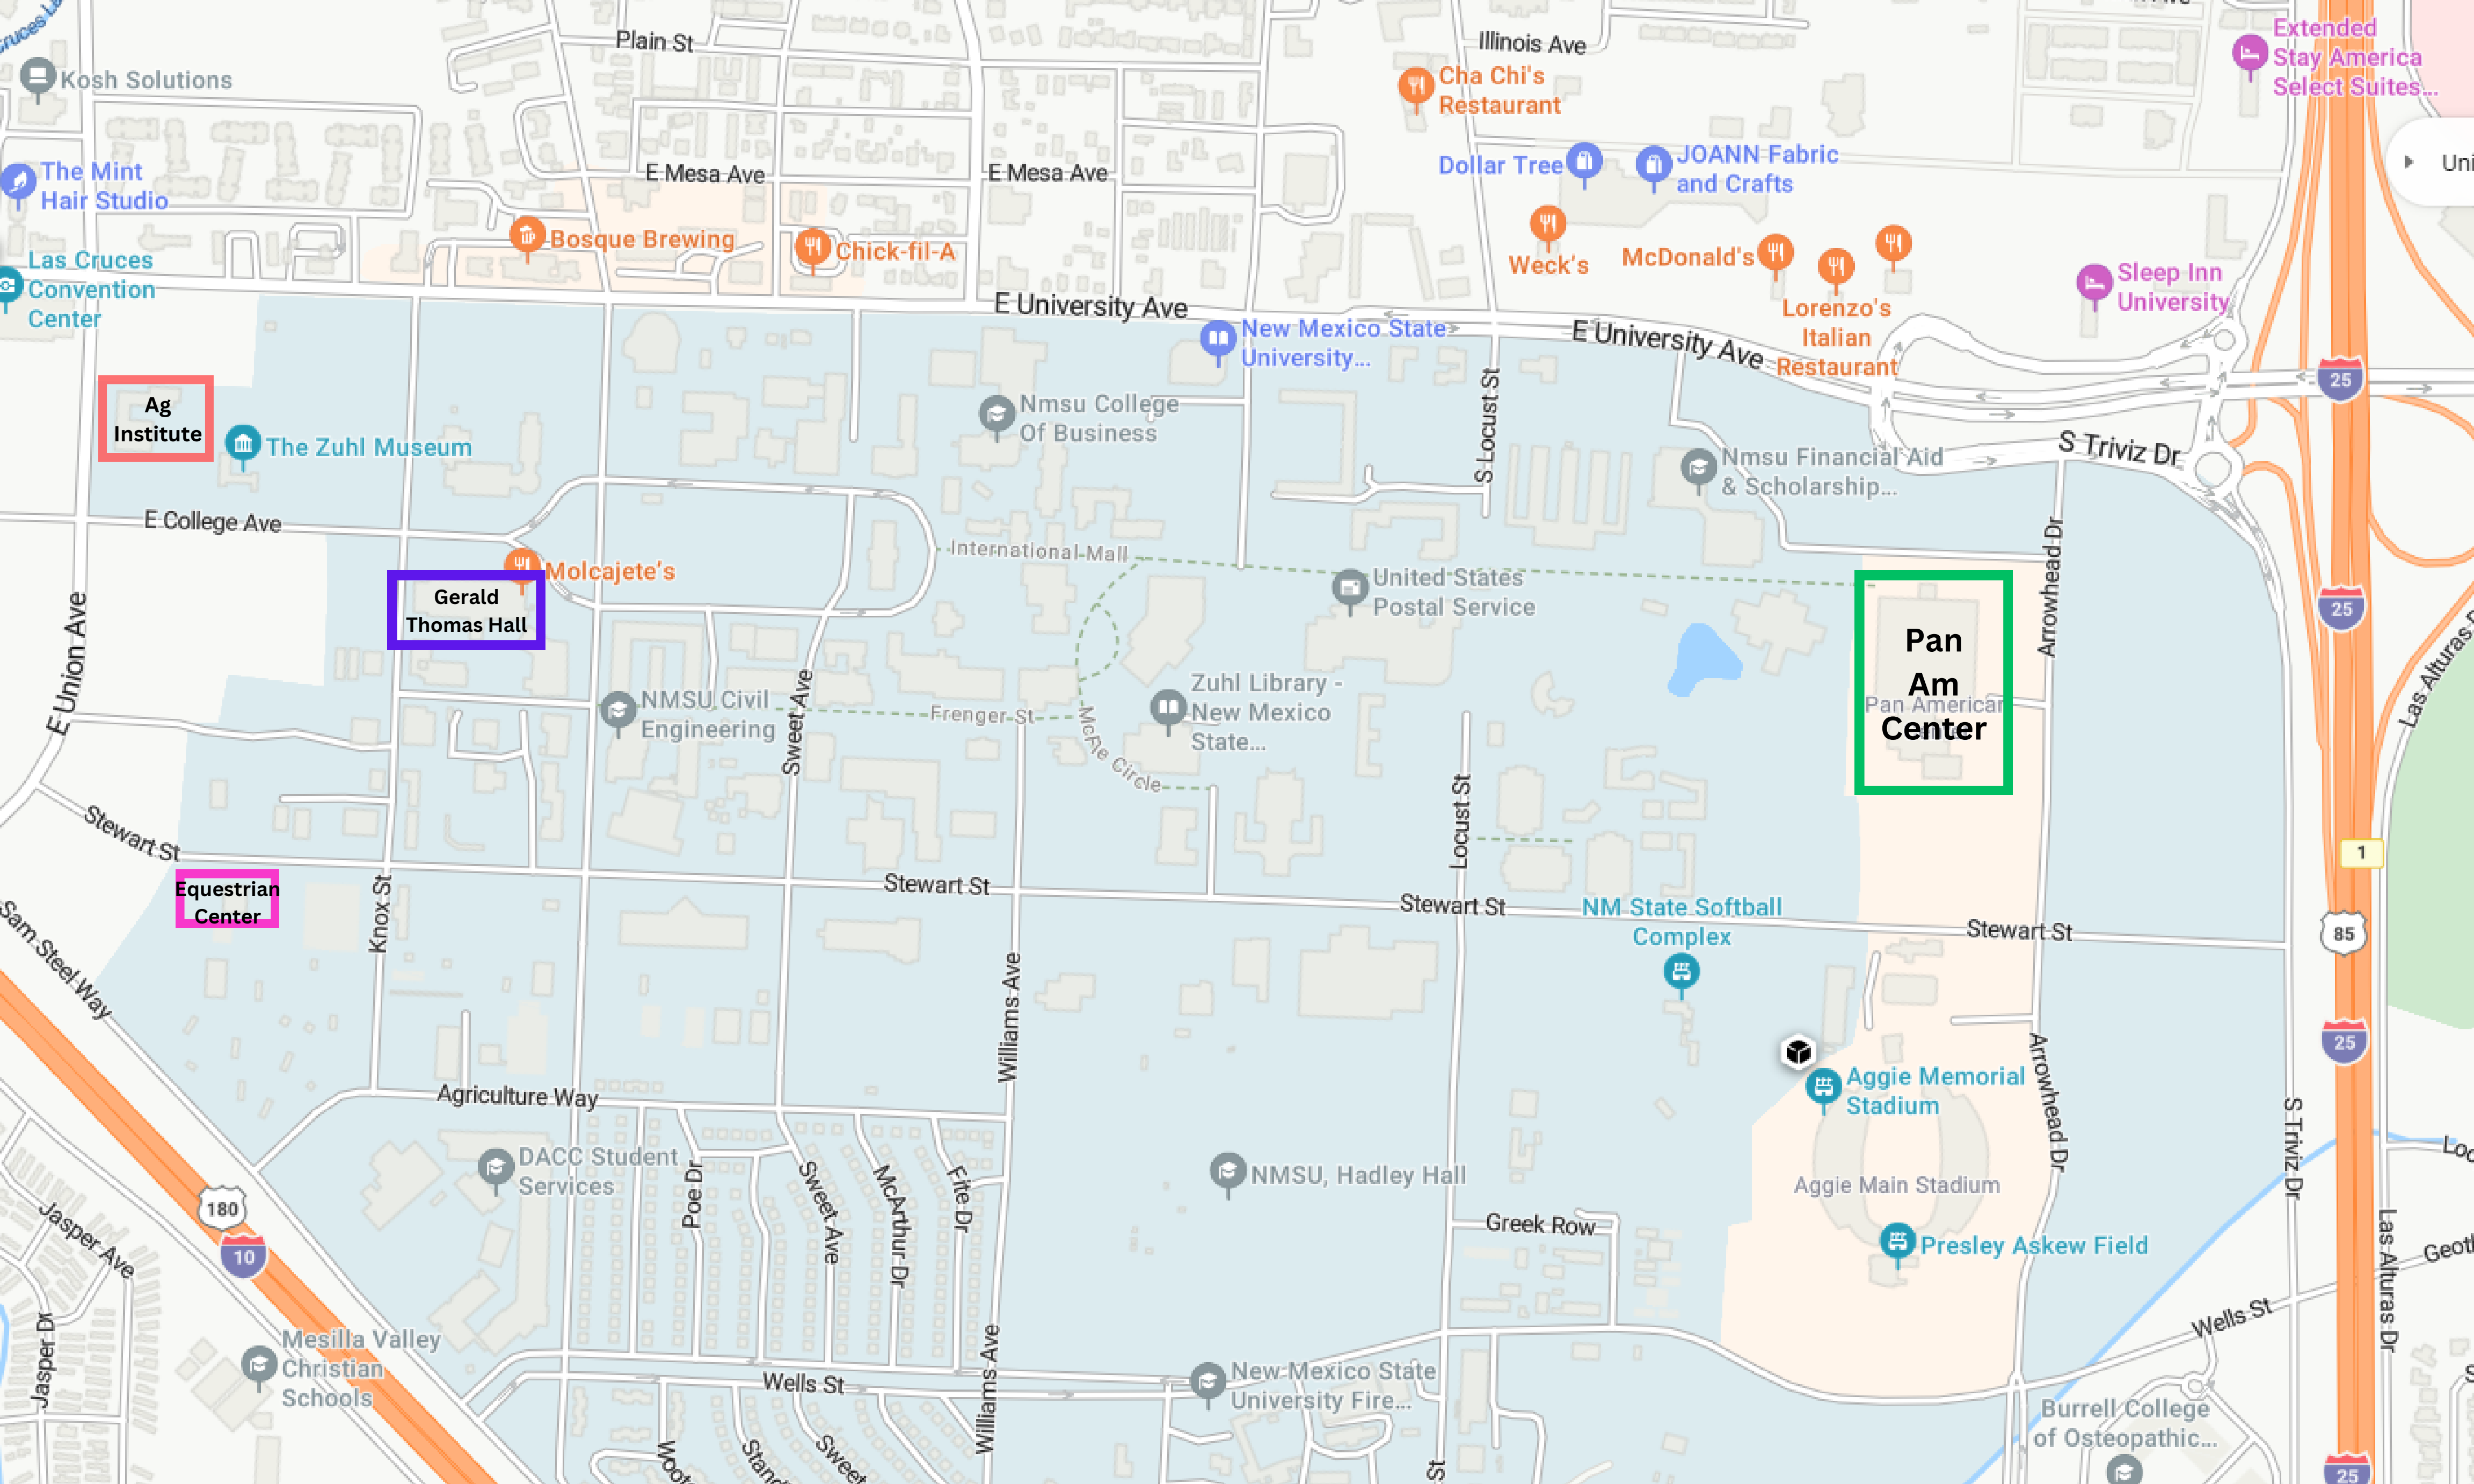 Plain St
Illinois Ave
Extended
Stay America
Select Suites...
Kosh Solutions
Cha Chi's
Restaurant
The Mint
Hair Studio
E Mesa Ave
E Mesa Ave
Dollar Tree
JOANN Fabric
and Crafts
Uni
Bosque Brewing
Chick-fil-A
Weck's
McDonald's
Las Cruces
Convention
Center
Sleep Inn
University
E University Ave
Lorenzo's
Italian
Restaurant
New Mexico State
University...
E University Ave
25
Ag
Institute
The Zuhl Museum
Nmsu College
Of Business
S Locust St
Nmsu Financial Aid
& Scholarship...
S Triviz Dr
E College Ave
International Mall
Molcajete's
Gerald
Thomas Hall
United States
Postal Service
Arrowhead Dr
25
Pan
Am
Center
Pan American
E Union Ave
NMSU Civil
Engineering
Sweet Ave
Frenger St
McFie Circle
Zuhl Library -
New Mexico
State...
Las Alturas D
Stewart St
Locust St
1
Equestrian
Center
Knox St
Stewart St
Stewart St
NM State Softball
Complex
Stewart St
85
Sam Steel Way
Williams Ave
25
Agriculture Way
Aggie Memorial
Stadium
Arrowhead Dr
S Triviz Dr
DACC Student
Services
Poe Dr
Sweet Ave
McArthur Dr
Fite Dr
NMSU, Hadley Hall
Aggie Main Stadium
180
10
Jasper Ave
Greek Row
Presley Askew Field
Las Alturas Dr
Geoth
Loc
Jasper Dr
Mesilla Valley
Christian
Schools
Wells St
Williams Ave
New Mexico State
University Fire...
Wells St
Burrell College
of Osteopathic...
Woof
Stand
Sweet
St
25